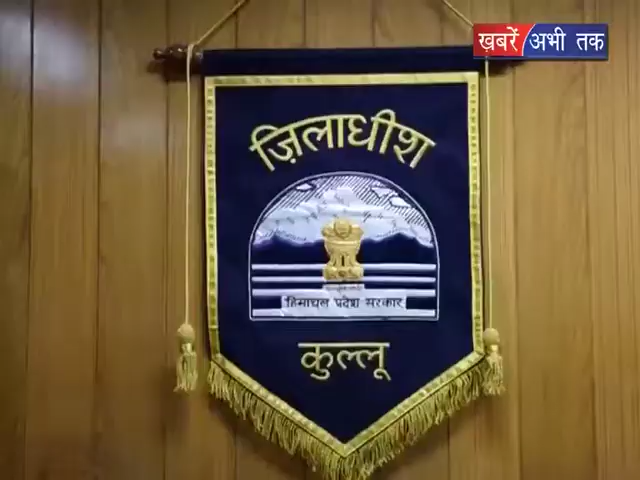 ख़बरें अभी तक
ज़िलाधीश
हिमाचल प्रदेश सरकार
कुल्लू